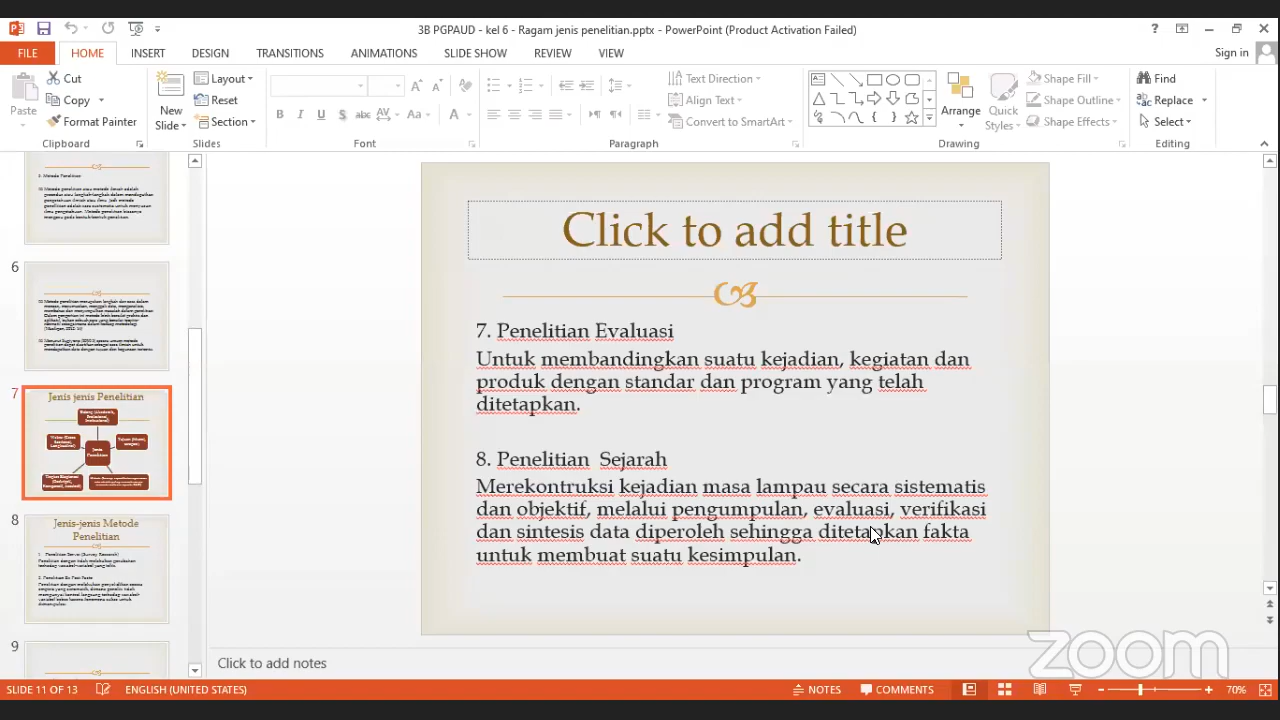 3B PGPAUD - kel 6 - Ragam jenis penelitian.pptx - PowerPoint (Product Activation Failed)
FILE HOME INSERT DESIGN TRANSITIONS ANIMATIONS SLIDE SHOW REVIEW VIEW Sign in
Paste
Cut
Copy
Format Painter
Clipboard
New Slide
Layout
Reset
Section
Slides
Font
Text Direction
Align Text
Convert to SmartArt
Paragraph
Arrange
Quick Styles
Shape Fill
Shape Outline
Shape Effects
Drawing
Find
Replace
Select
Editing
6
7
Jenis jenis Penelitian
8
Jenis-jenis Metode
Penelitian
9
Click to add title
7. Penelitian Evaluasi
Untuk membandingkan suatu kejadian, kegiatan dan
produk dengan standar dan program yang telah
ditetapkan.
8. Penelitian Sejarah
Merekontruksi kejadian masa lampau secara sistematis
dan objektif, melalui pengumpulan, evaluasi, verifikasi
dan sintesis data diperoleh sehingga ditetapkan fakta
untuk membuat suatu kesimpulan.
zoom
Click to add notes
SLIDE 11 OF 13 ENGLISH (UNITED STATES) NOTES COMMENTS 70%